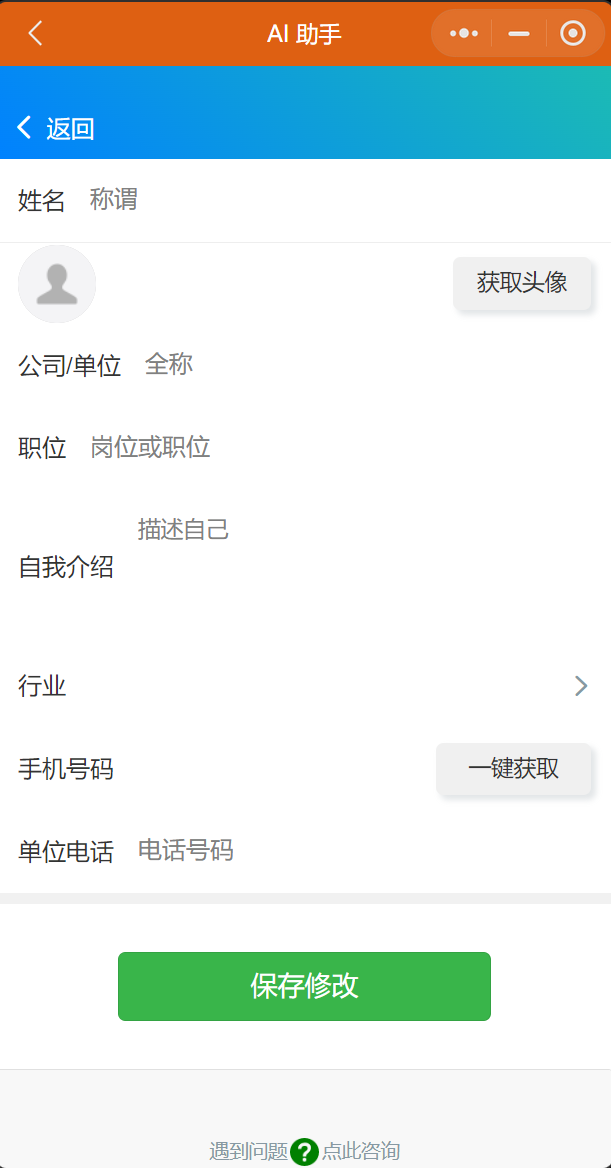 AI 助手
返回
姓名 称谓
获取头像
公司/单位 全称
职位 岗位或职位
描述自己
自我介绍
行业
手机号码 一键获取
单位电话 电话号码
保存修改
遇到问题?点此咨询